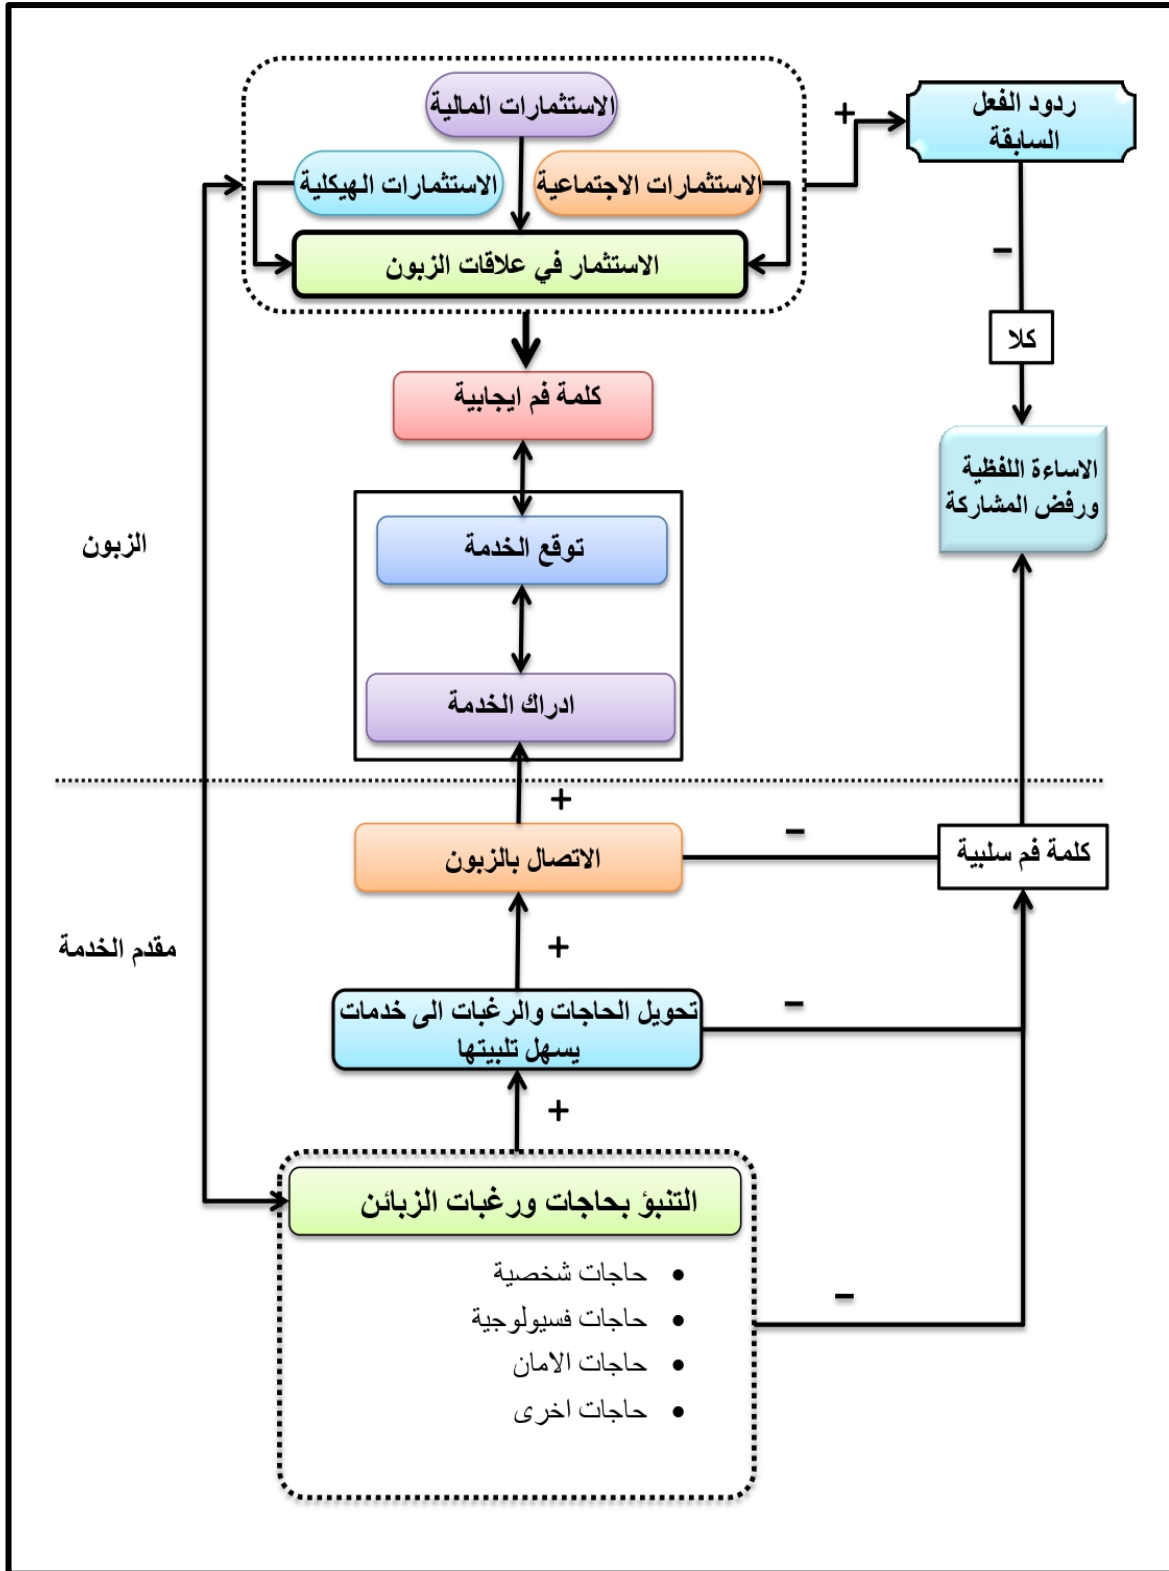 الاستثمارات المالية
ردود الفعل
السابقة
+
الاستثمارات الاجتماعية
الاستثمارات الهيكلية
الاستثمار في علاقات الزبون
–
كلا
كلمة فم ايجابية
الاساءة اللفظية
ورفض المشاركة
توقع الخدمة
الزبون
ادراك الخدمة
+
–
كلمة فم سلبية
الاتصال بالزبون
+
مقدم الخدمة
–
تحويل الحاجات والرغبات الى خدمات
يسهل تلبيتها
+
التنبؤ بحاجات ورغبات الزبائن
• حاجات شخصية
–
• حاجات فسيولوجية
• حاجات الامان
• حاجات اخرى